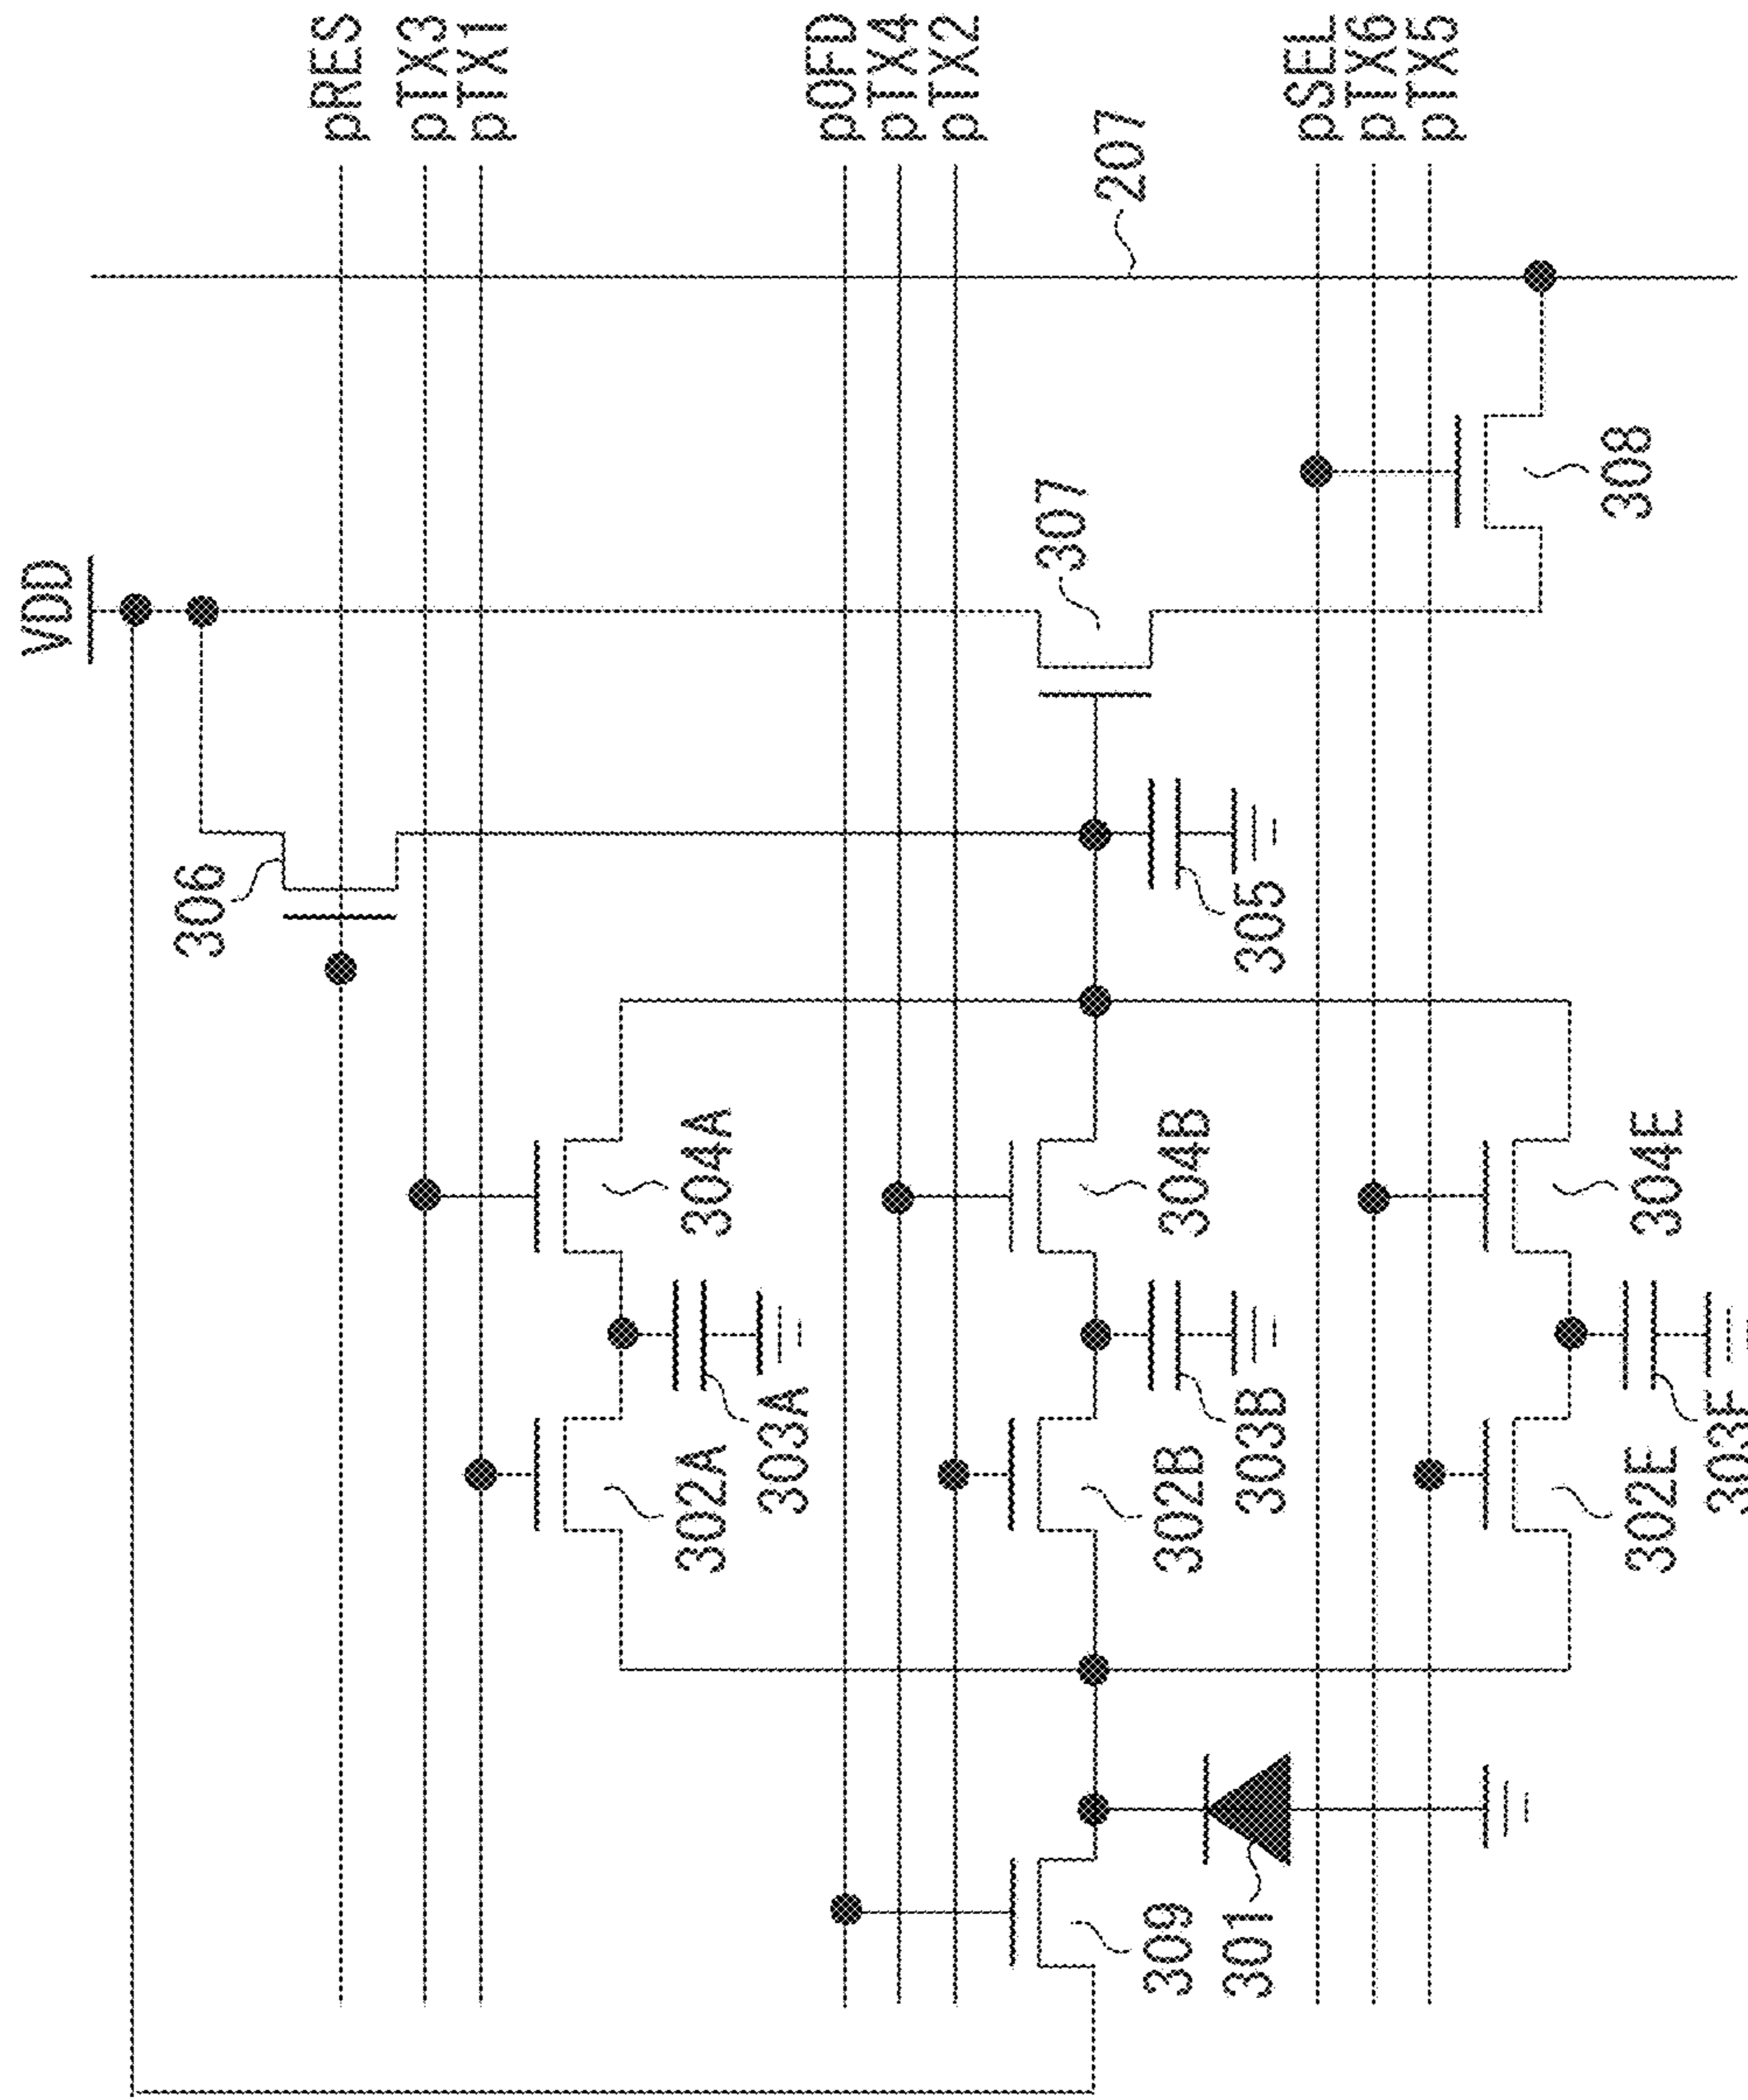 VDD
pRES
pTX3
pTX1
pOFD
pTX4
pTX2
pSEL
pTX6
pTX5
207
306
307
308
305
304A
304B
304E
303A
303B
303E
302A
302B
302E
309
301